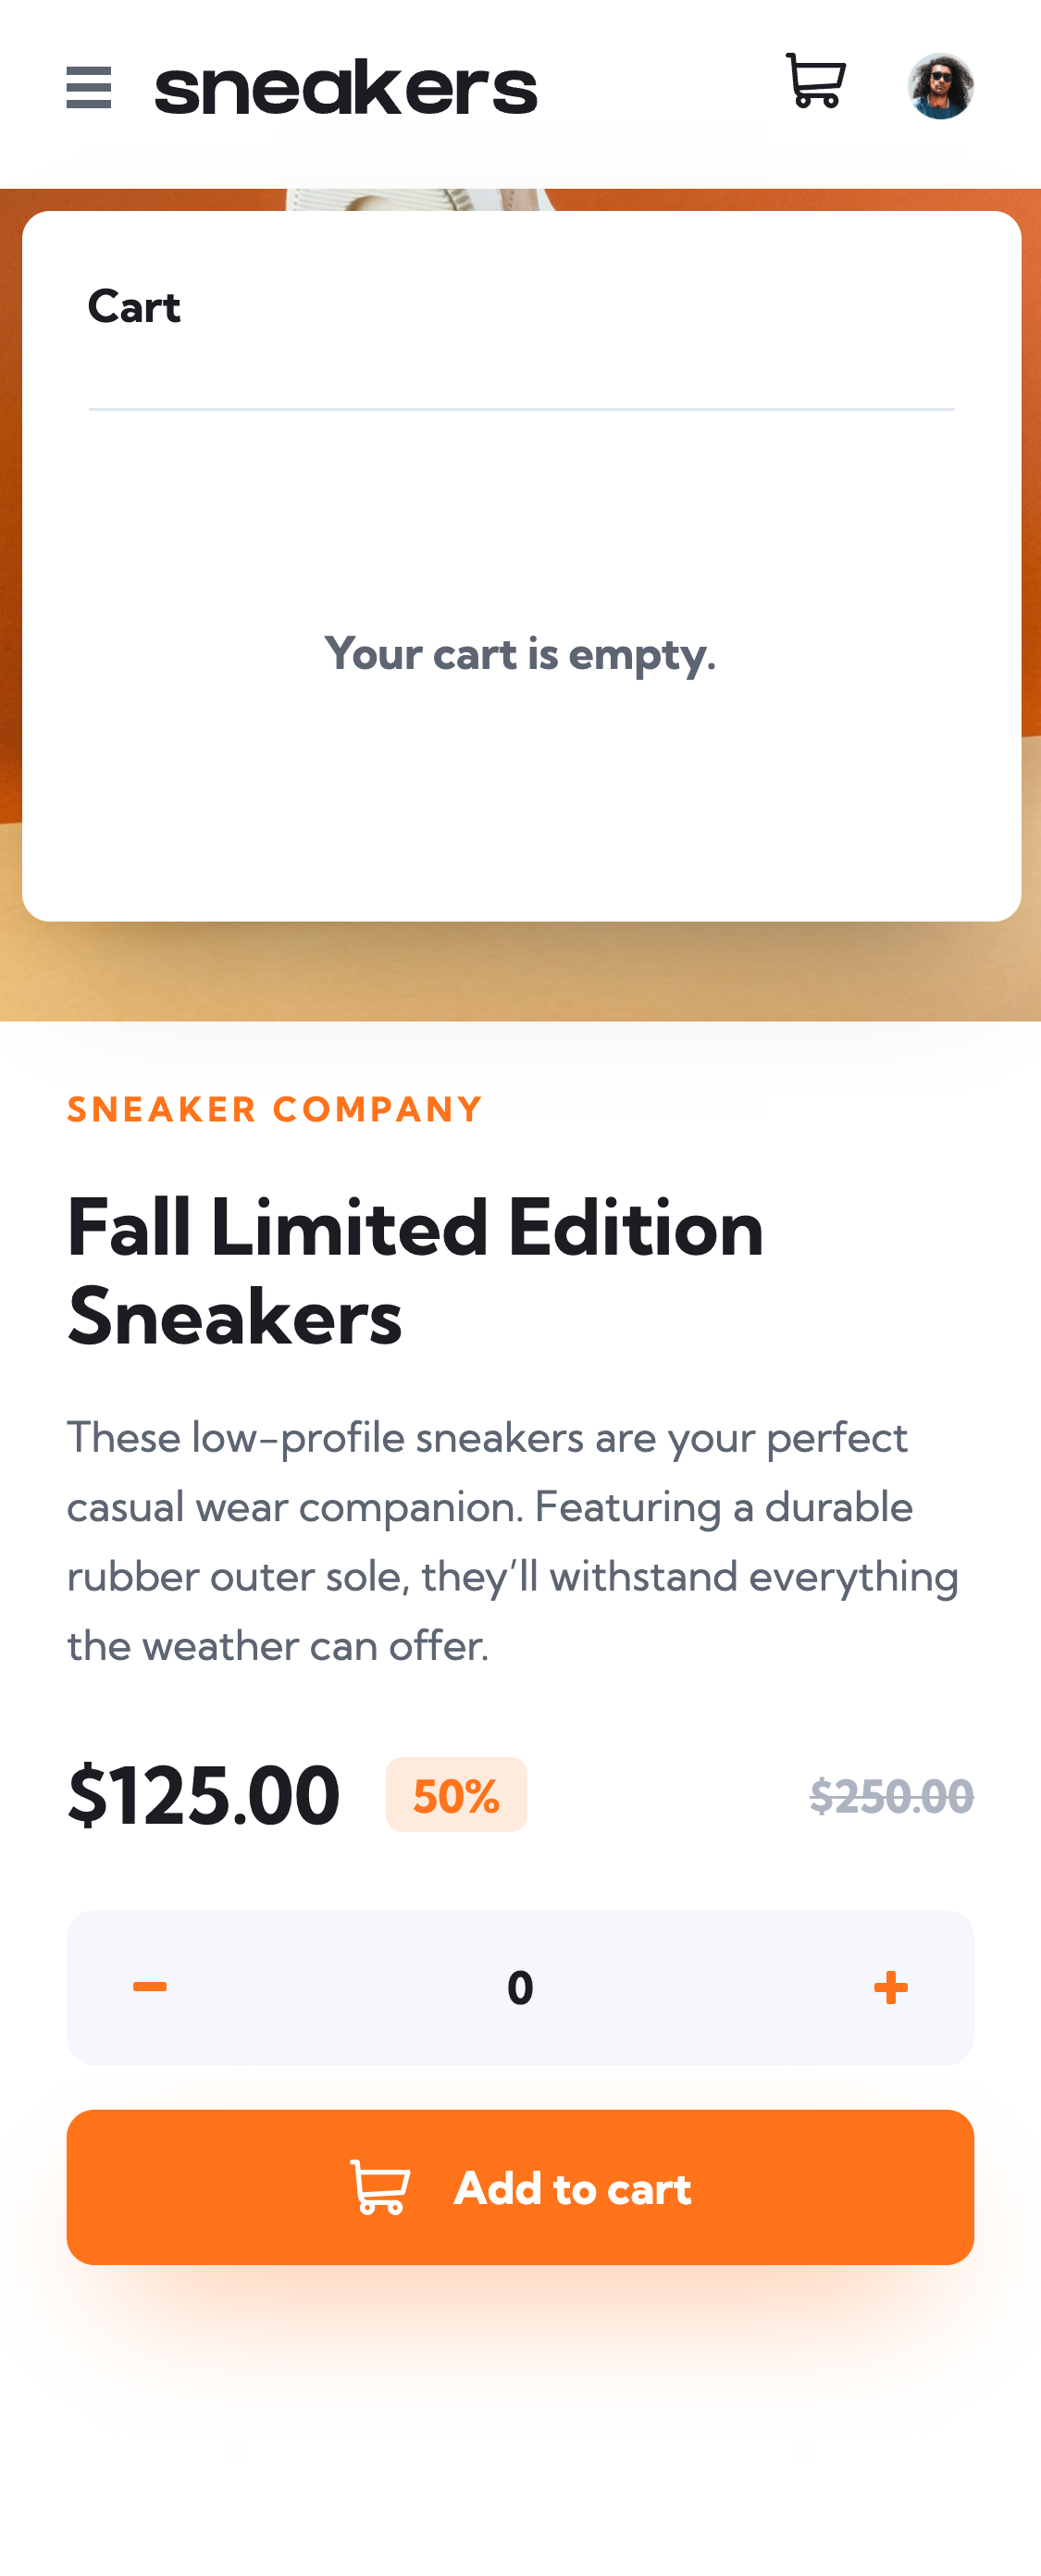 sneakers
Cart
Your cart is empty.
SNEAKER COMPANY
Fall Limited Edition
Sneakers
These low-profile sneakers are your perfect
casual wear companion. Featuring a durable
rubber outer sole, they’ll withstand everything
the weather can offer.
$125.00 50% $250.00
0
Add to cart